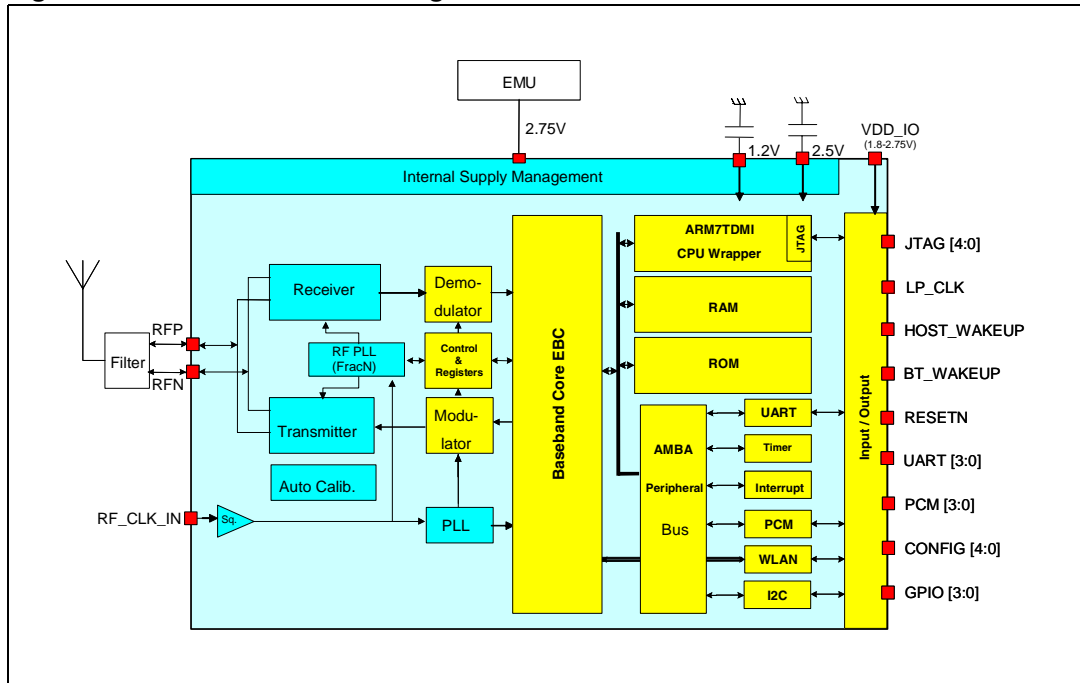 EMU
2.75V
1.2V
2.5V
VDD_IO
(1.8-2.75V)
Internal Supply Management
ARM7TDMI
CPU Wrapper
JTAG
JTAG [4:0]
Receiver
Demo-
dulator
LP_CLK
RAM
RFP
HOST_WAKEUP
RF PLL
(FracN)
Control
&
Registers
Filter
Baseband Core EBC
ROM
Input / Output
RFN
BT_WAKEUP
Transmitter
Modu-
lator
UART
RESETN
AMBA
Timer
UART [3:0]
Auto Calib.
Peripheral
Interrupt
PCM [3:0]
RF_CLK_IN
Sq.
PLL
Bus
PCM
CONFIG [4:0]
WLAN
I2C
GPIO [3:0]